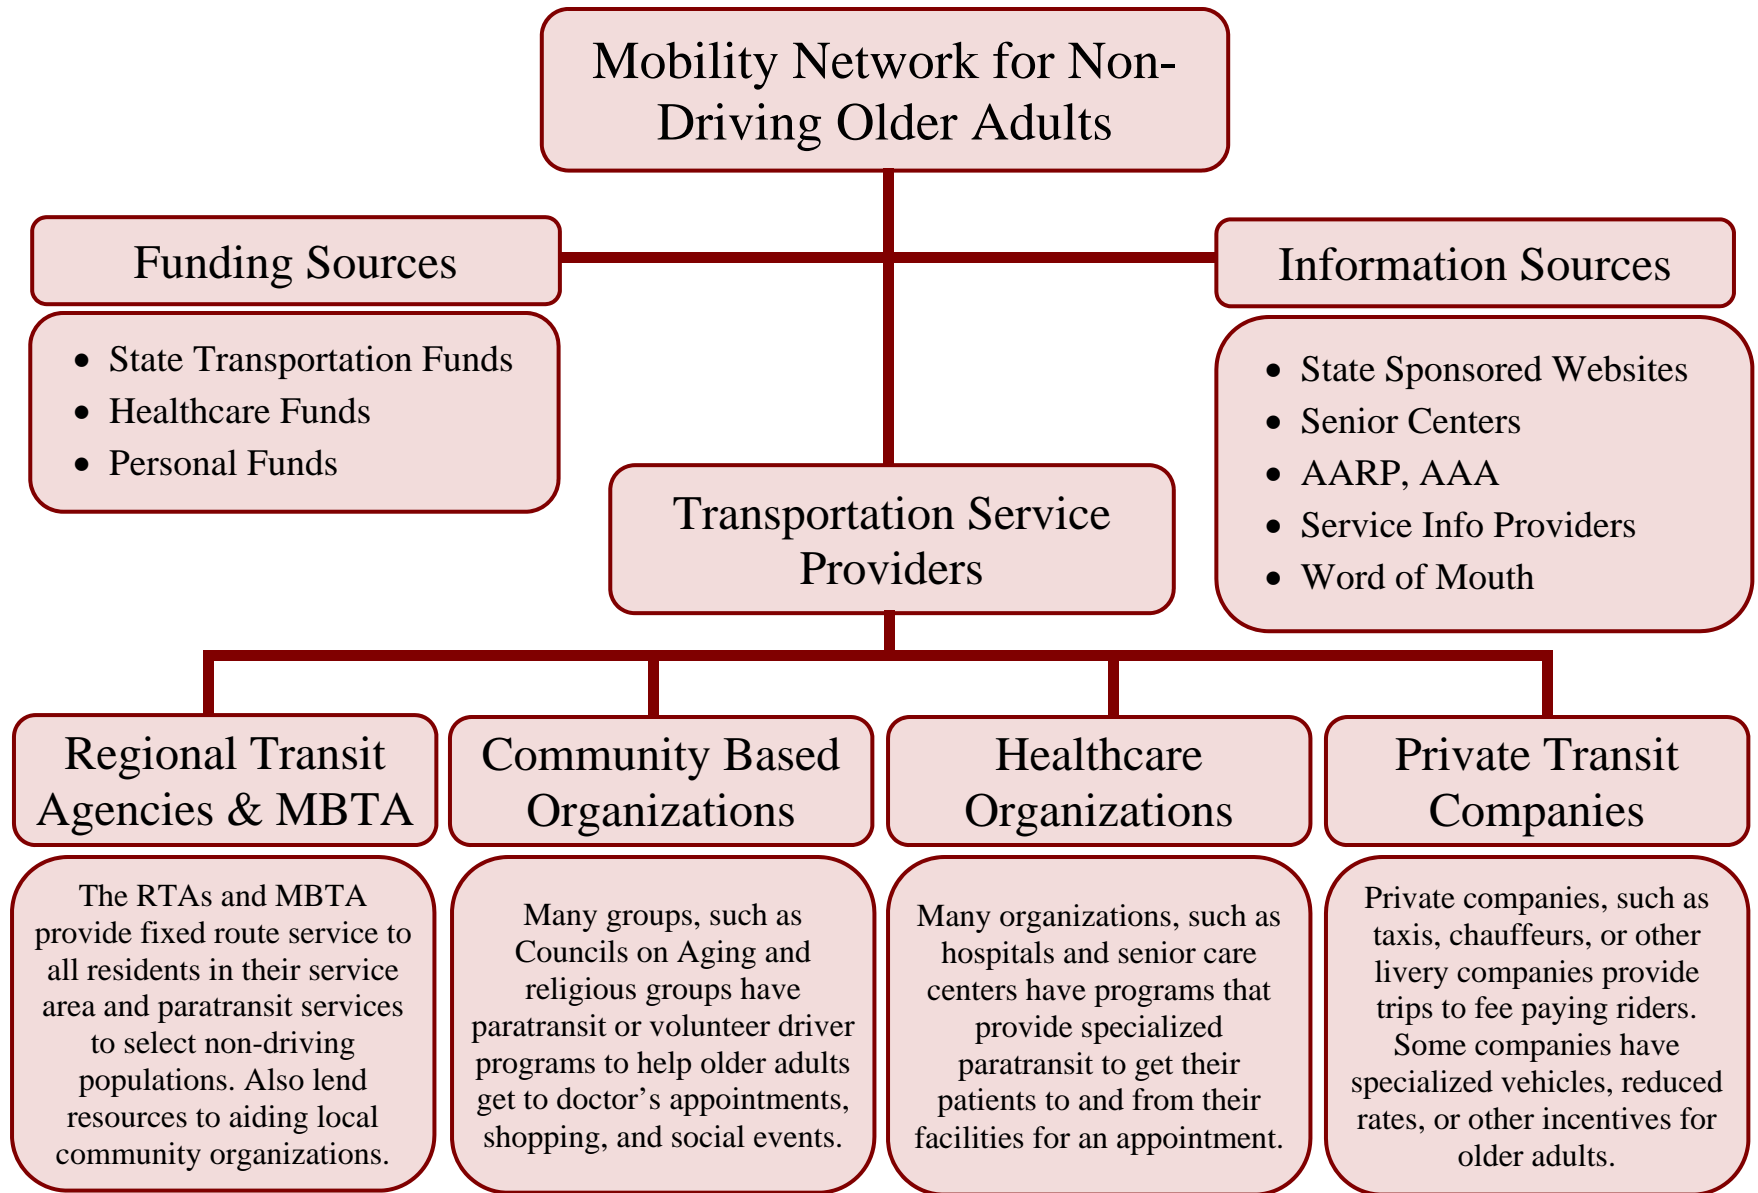 Mobility Network for Non-
Driving Older Adults
Funding Sources
• State Transportation Funds
• Healthcare Funds
• Personal Funds
Information Sources
• State Sponsored Websites
• Senior Centers
• AARP, AAA
• Service Info Providers
• Word of Mouth
Transportation Service
Providers
Regional Transit
Agencies & MBTA
The RTAs and MBTA
provide fixed route service to
all residents in their service
area and paratransit services
to select non-driving
populations. Also lend
resources to aiding local
community organizations.
Community Based
Organizations
Many groups, such as
Councils on Aging and
religious groups have
paratransit or volunteer driver
programs to help older adults
get to doctor’s appointments,
shopping, and social events.
Healthcare
Organizations
Many organizations, such as
hospitals and senior care
centers have programs that
provide specialized
paratransit to get their
patients to and from their
facilities for an appointment.
Private Transit
Companies
Private companies, such as
taxis, chauffeurs, or other
livery companies provide
trips to fee paying riders.
Some companies have
specialized vehicles, reduced
rates, or other incentives for
older adults.